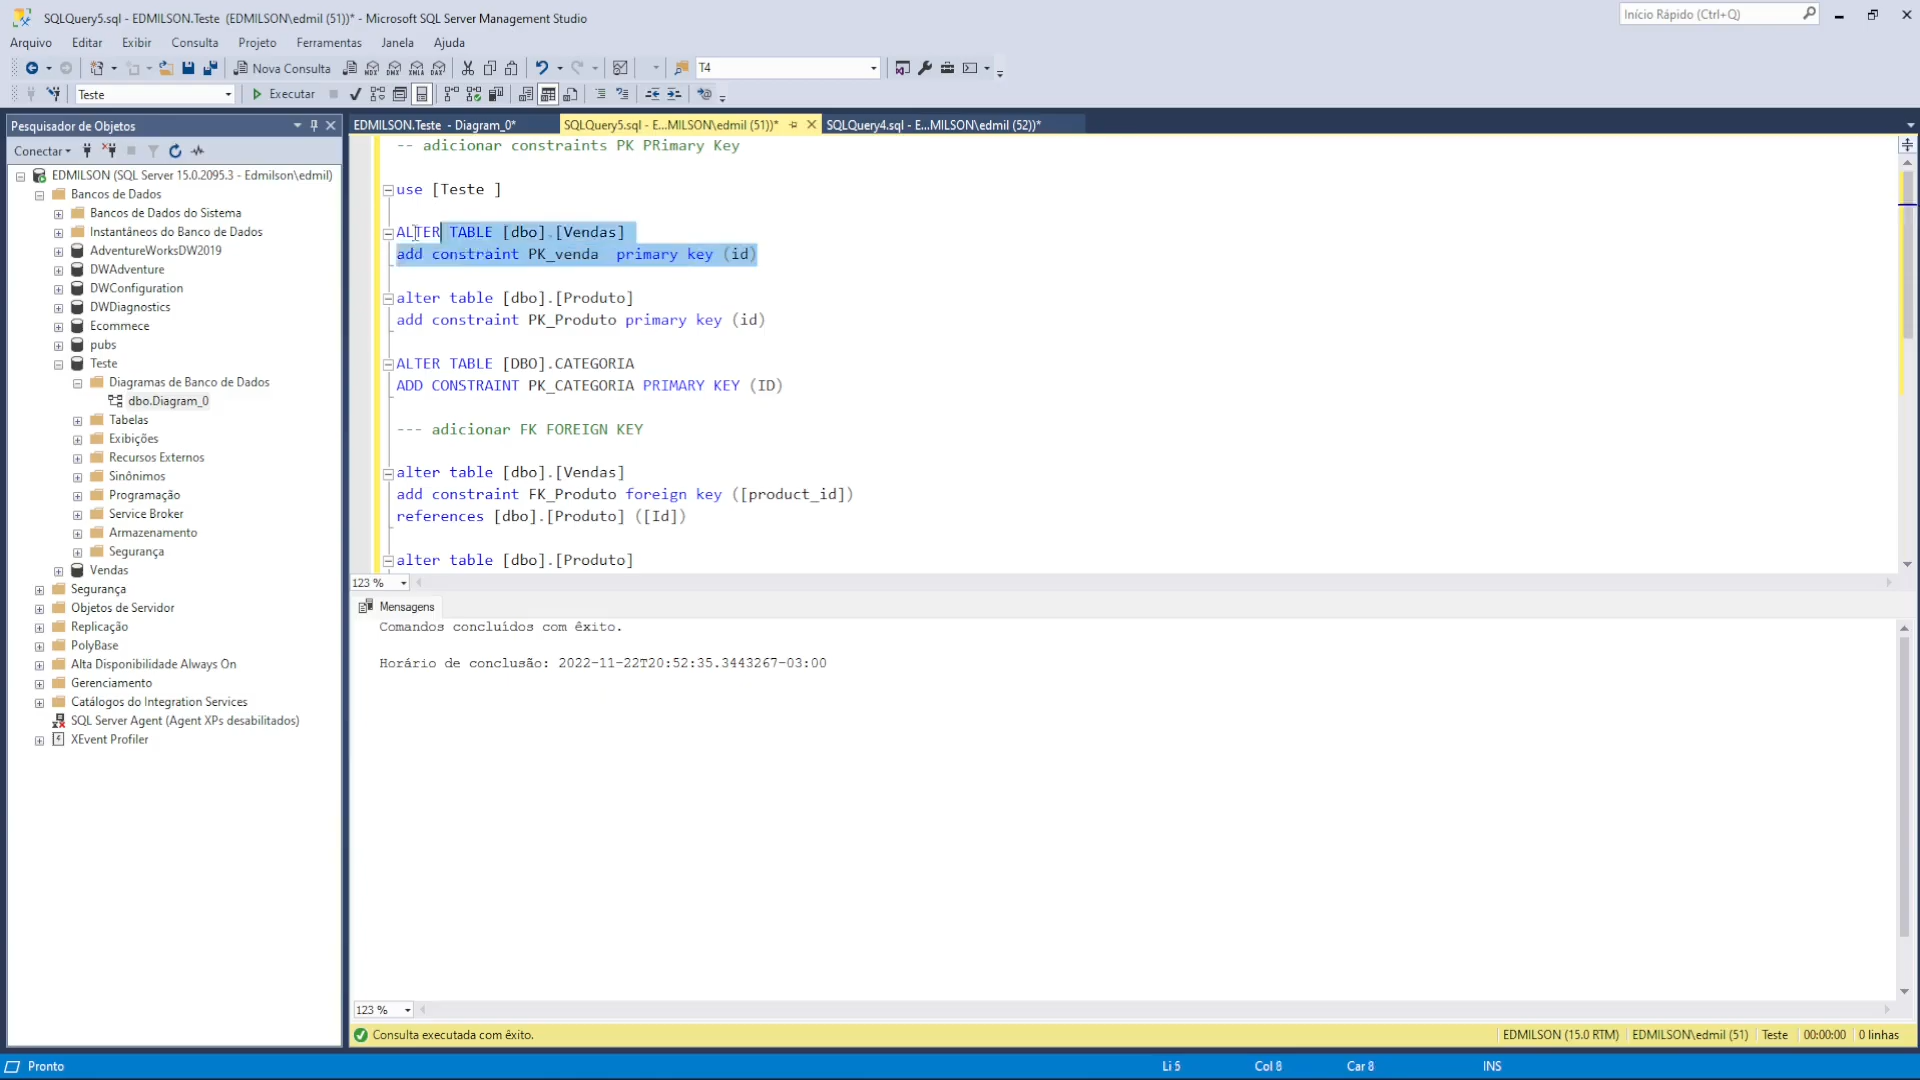 SQLQuery5.sql - EDMILSON.Teste (EDMILSON\edmil (51))* - Microsoft SQL Server Management Studio
Início Rápido (Ctrl+Q)
Arquivo Editar Exibir Consulta Projeto Ferramentas Janela Ajuda
Nova Consulta
T4
Teste
Executar
Pesquisador de Objetos
Conectar
EDMILSON (SQL Server 15.0.2095.3 - Edmilson\edmil)
Bancos de Dados
Bancos de Dados do Sistema
Instantâneos do Banco de Dados
AdventureWorksDW2019
DWAdventure
DWConfiguration
DWDiagnostics
Ecommece
pubs
Teste
Diagramas de Banco de Dados
dbo.Diagram_0
Tabelas
Exibições
Recursos Externos
Sinônimos
Programação
Service Broker
Armazenamento
Segurança
Vendas
Segurança
Objetos de Servidor
Replicação
PolyBase
Alta Disponibilidade Always On
Gerenciamento
Catálogos do Integration Services
SQL Server Agent (Agent XPs desabilitados)
XEvent Profiler
EDMILSON.Teste - Diagram_0*
SQLQuery5.sql - E...MILSON\edmil (51))*
SQLQuery4.sql - E...MILSON\edmil (52))*
-- adicionar constraints PK PRimary Key
use [Teste ]
ALTER TABLE [dbo].[Vendas]
add constraint PK_venda primary key (id)
alter table [dbo].[Produto]
add constraint PK_Produto primary key (id)
ALTER TABLE [DBO].CATEGORIA
ADD CONSTRAINT PK_CATEGORIA PRIMARY KEY (ID)
--- adicionar FK FOREIGN KEY
alter table [dbo].[Vendas]
add constraint FK_Produto foreign key ([product_id])
references [dbo].[Produto] ([Id])
alter table [dbo].[Produto]
123 %
Mensagens
Comandos concluídos com êxito.
Horário de conclusão: 2022-11-22T20:52:35.3443267-03:00
123 %
Consulta executada com êxito.
EDMILSON (15.0 RTM) EDMILSON\edmil (51) Teste 00:00:00 0 linhas
Pronto
Li 5 Col 8 Car 8 INS